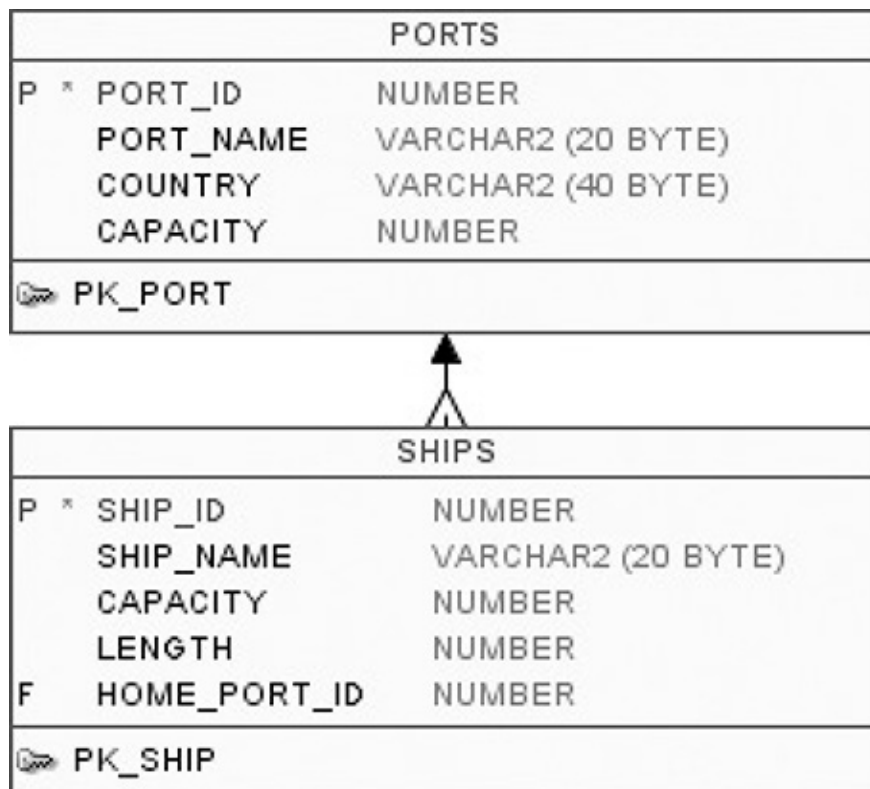 PORTS
P * PORT_ID NUMBER
PORT_NAME VARCHAR2 (20 BYTE)
COUNTRY VARCHAR2 (40 BYTE)
CAPACITY NUMBER
PK_PORT
SHIPS
P * SHIP_ID NUMBER
SHIP_NAME VARCHAR2 (20 BYTE)
CAPACITY NUMBER
LENGTH NUMBER
F HOME_PORT_ID NUMBER
PK_SHIP